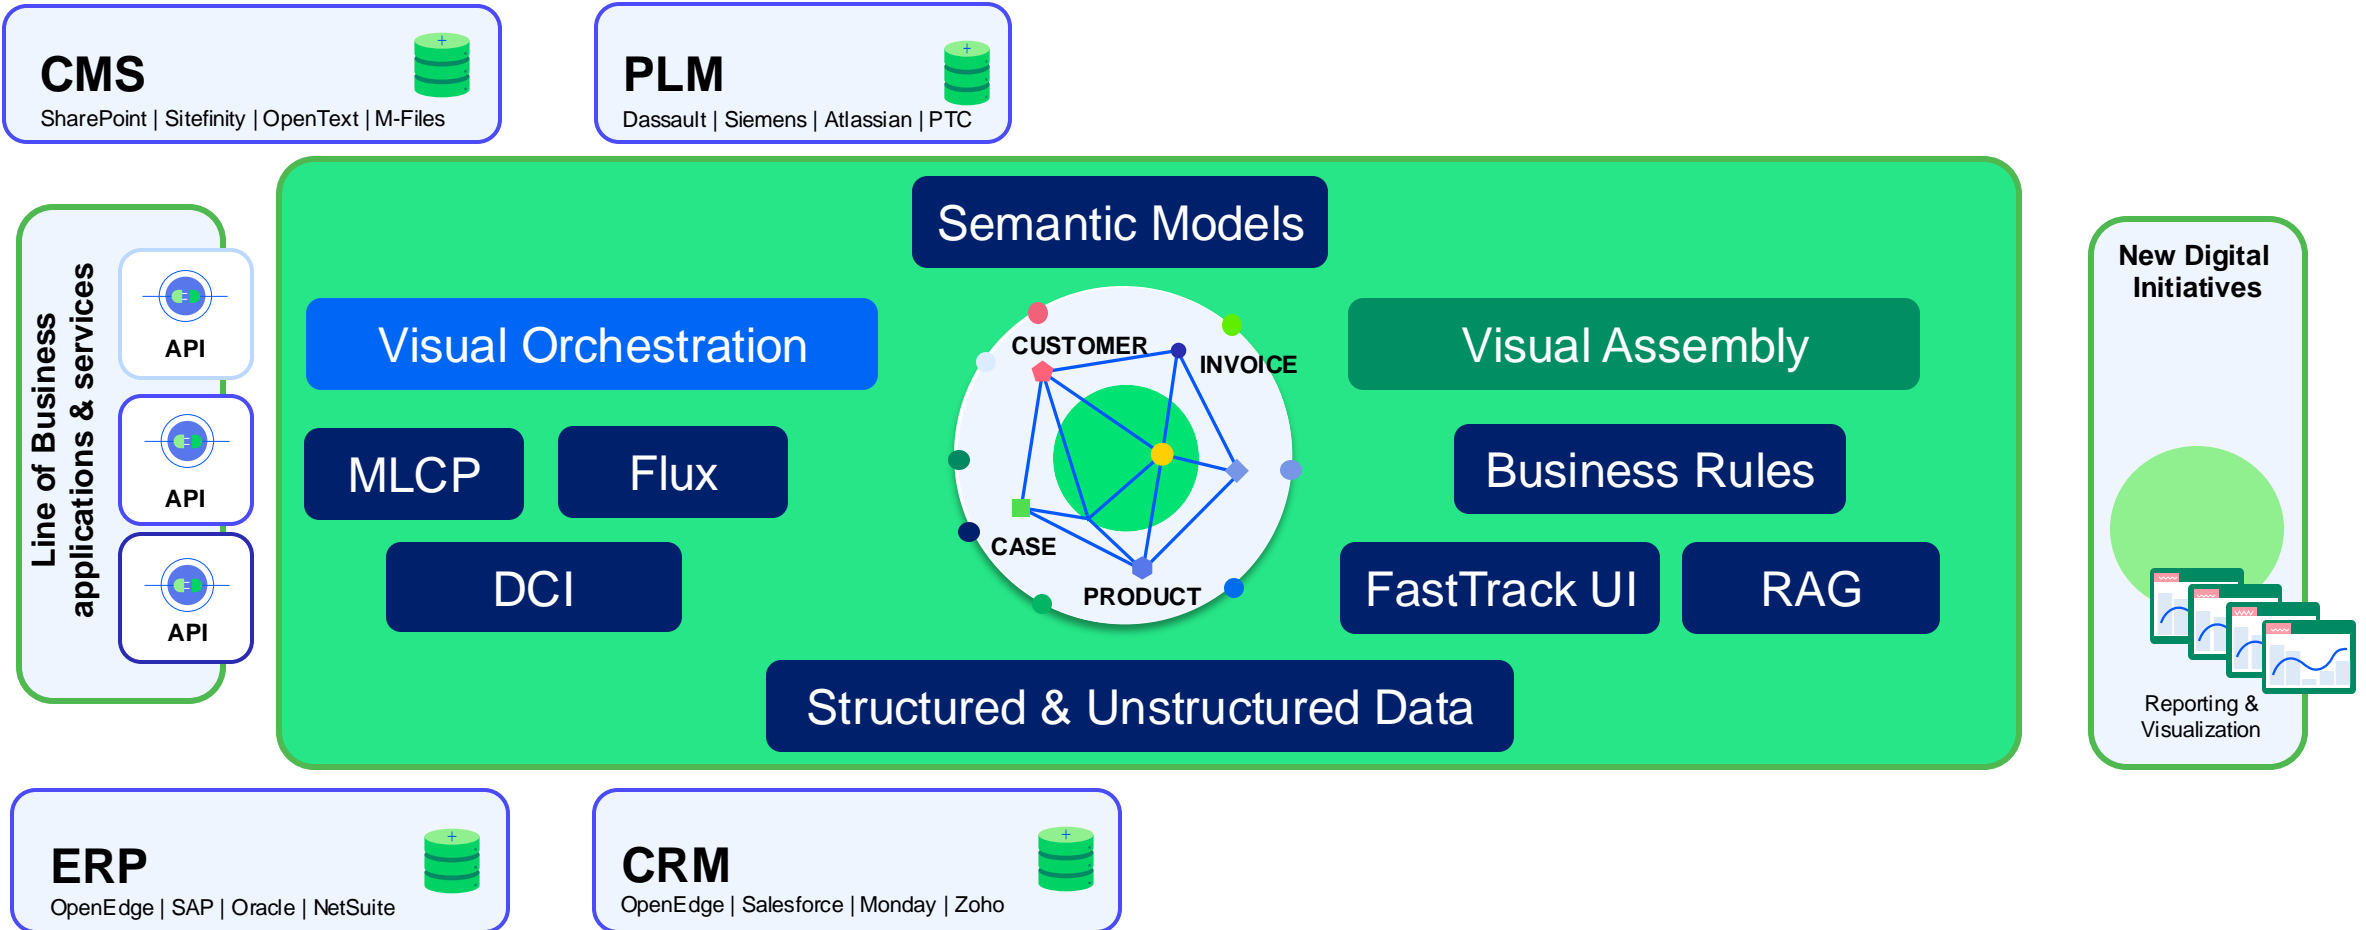 CMS
SharePoint | Sitefinity | OpenText | M-Files
PLM
Dassault | Siemens | Atlassian | PTC
Line of Business
applications & services
API
API
API
Semantic Models
Visual Orchestration
MLCP
Flux
DCI
CUSTOMER
INVOICE
CASE
PRODUCT
Visual Assembly
Business Rules
FastTrack UI
RAG
Structured & Unstructured Data
New Digital
Initiatives
Reporting &
Visualization
ERP
OpenEdge | SAP | Oracle | NetSuite
CRM
OpenEdge | Salesforce | Monday | Zoho